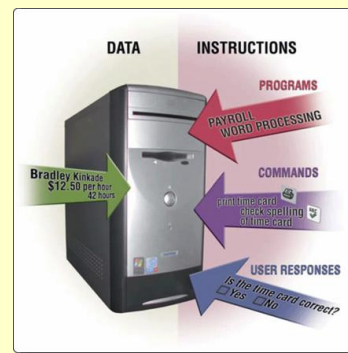 DATA
INSTRUCTIONS
PROGRAMS
PAYROLL
WORD PROCESSING
Bradley Kinkade
$12.50 per hour
42 hours
COMMANDS
print time card
check spelling
of time card
USER RESPONSES
Is the time card correct?
Yes No